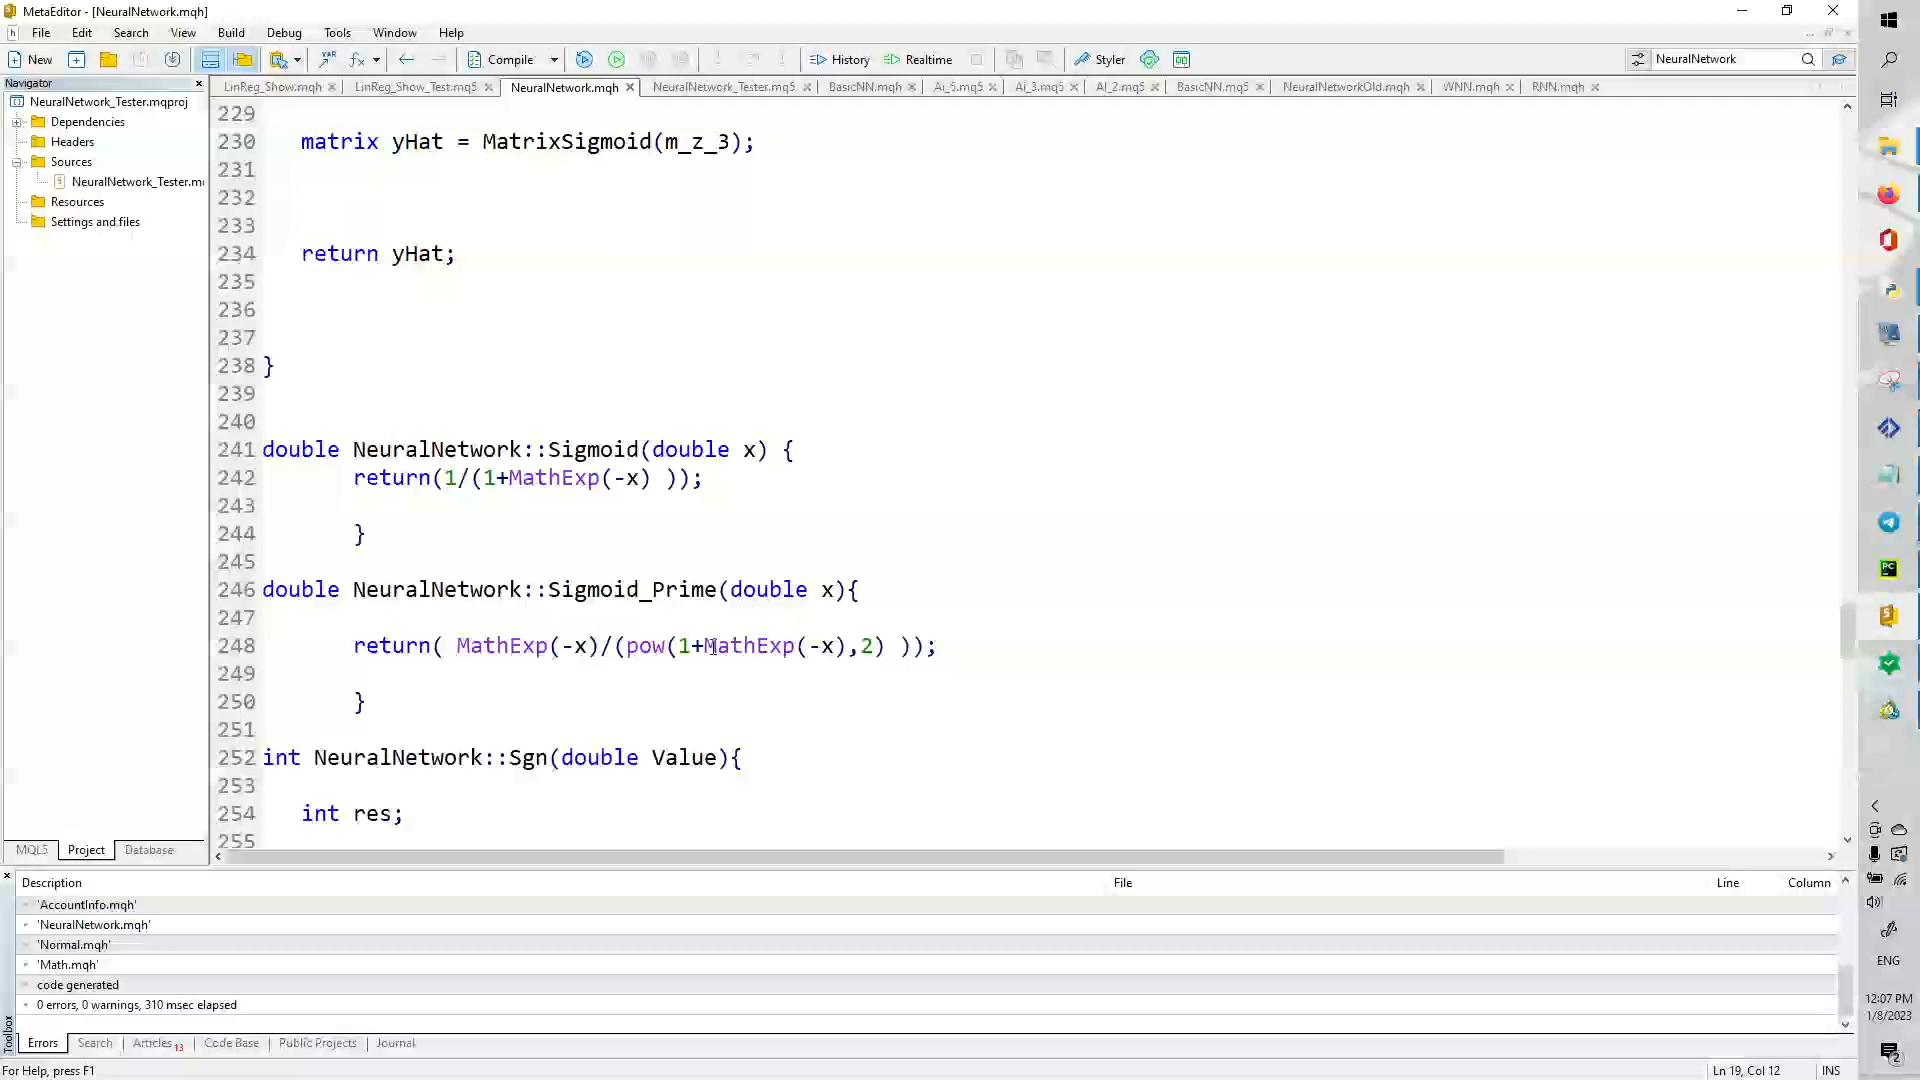 MetaEditor - [NeuralNetwork.mqh]
File Edit Search View Build Debug Tools Window Help
New Compile History Realtime Styler NeuralNetwork
Navigator
LinReg_Show.mqh LinReg_Show_Test.mq5 NeuralNetwork.mqh NeuralNetwork_Tester.mq5 BasicNN.mqh Ai_5.mq5 Ai_3.mq5 AI_2.mq5 BasicNN.mq5 NeuralNetworkOld.mqh WNN.mqh RNN.mqh
NeuralNetwork_Tester.mqproj
Dependencies
Headers
Sources
NeuralNetwork_Tester.m
Resources
Settings and files
229
230 matrix yHat = MatrixSigmoid(m_z_3);
231
232
233
234 return yHat;
235
236
237
238 }
239
240
241 double NeuralNetwork::Sigmoid(double x) {
242 return(1/(1+MathExp(-x) ));
243
244 }
245
246 double NeuralNetwork::Sigmoid_Prime(double x){
247
248 return( MathExp(-x)/(pow(1+MathExp(-x),2) ));
249
250 }
251
252 int NeuralNetwork::Sgn(double Value){
253
254 int res;
255
MQL5 Project Database
Description File Line Column
'AccountInfo.mqh'
'NeuralNetwork.mqh'
'Normal.mqh'
'Math.mqh'
code generated
0 errors, 0 warnings, 310 msec elapsed
Toolbox
Errors Search Articles 13 Code Base Public Projects Journal
For Help, press F1 Ln 19, Col 12 INS
PC
ENG
12:07 PM
1/8/2023
2